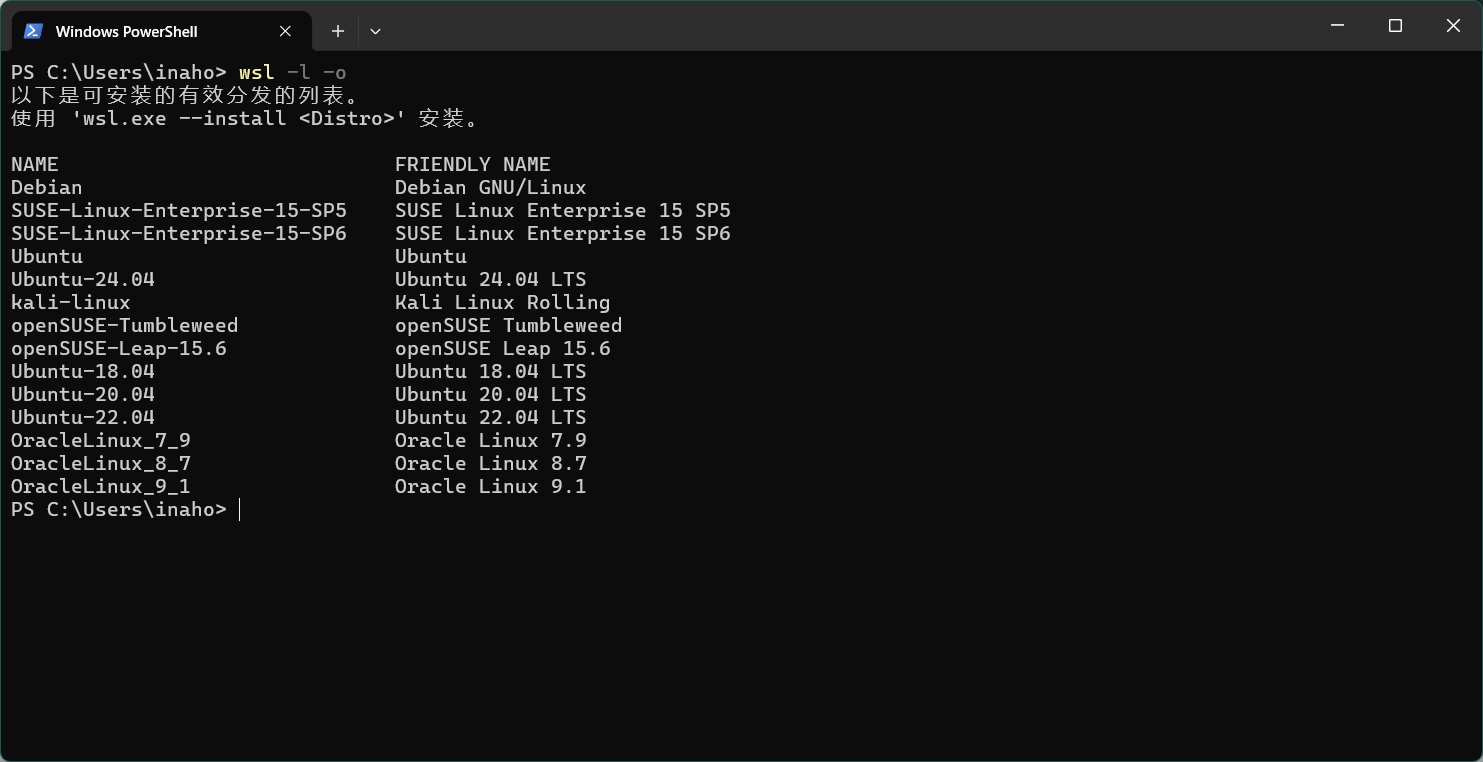 Windows PowerShell
PS C:\Users\inaho> wsl -l -o
以下是可安装的有效分发的列表。
使用 'wsl.exe --install <Distro>' 安装。
NAME                            FRIENDLY NAME
Debian                          Debian GNU/Linux
SUSE-Linux-Enterprise-15-SP5    SUSE Linux Enterprise 15 SP5
SUSE-Linux-Enterprise-15-SP6    SUSE Linux Enterprise 15 SP6
Ubuntu                          Ubuntu
Ubuntu-24.04                    Ubuntu 24.04 LTS
kali-linux                      Kali Linux Rolling
openSUSE-Tumbleweed             openSUSE Tumbleweed
openSUSE-Leap-15.6              openSUSE Leap 15.6
Ubuntu-18.04                    Ubuntu 18.04 LTS
Ubuntu-20.04                    Ubuntu 20.04 LTS
Ubuntu-22.04                    Ubuntu 22.04 LTS
OracleLinux_7_9                 Oracle Linux 7.9
OracleLinux_8_7                 Oracle Linux 8.7
OracleLinux_9_1                 Oracle Linux 9.1
PS C:\Users\inaho>